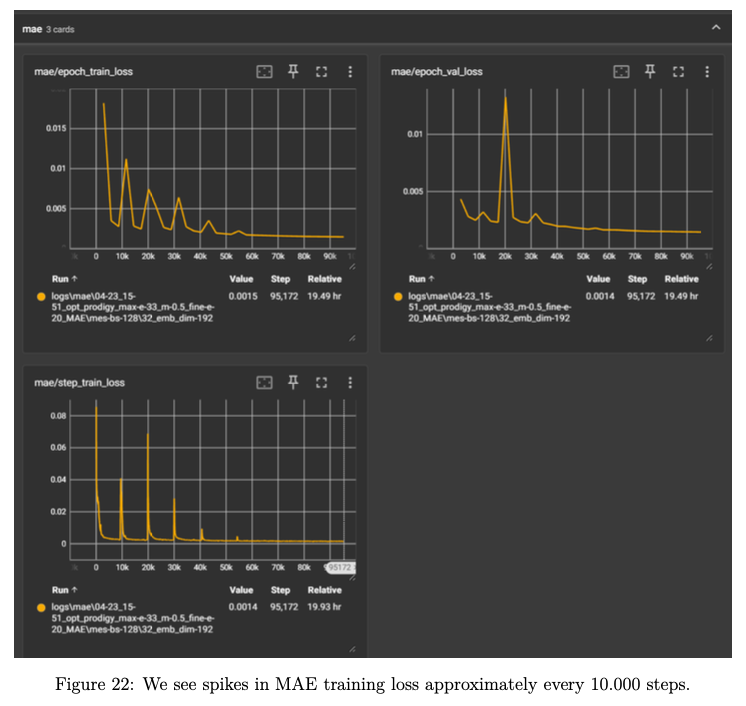 mae 3 cards
mae/epoch_train_loss
0.015
0.01
0.005
0 10k 20k 30k 40k 50k 60k 70k 80k 90k
Run ↑ Value Step Relative
logs\mae\04-23_15- 0.0015 95,172 19.49 hr
51_opt_prodigy_max-e-33_m-0.5_fine-e-
20_MAE\mes-bs-128\32_emb_dim-192
mae/epoch_val_loss
0.01
0.005
0 10k 20k 30k 40k 50k 60k 70k 80k 90k
Run ↑ Value Step Relative
logs\mae\04-23_15- 0.0014 95,172 19.49 hr
51_opt_prodigy_max-e-33_m-0.5_fine-e-
20_MAE\mes-bs-128\32_emb_dim-192
mae/step_train_loss
0.08
0.06
0.04
0.02
0
0 10k 20k 30k 40k 50k 60k 70k 80k 95172
Run ↑ Value Step Relative
logs\mae\04-23_15- 0.0014 95,172 19.93 hr
51_opt_prodigy_max-e-33_m-0.5_fine-e-
20_MAE\mes-bs-128\32_emb_dim-192
Figure 22: We see spikes in MAE training loss approximately every 10.000 steps.